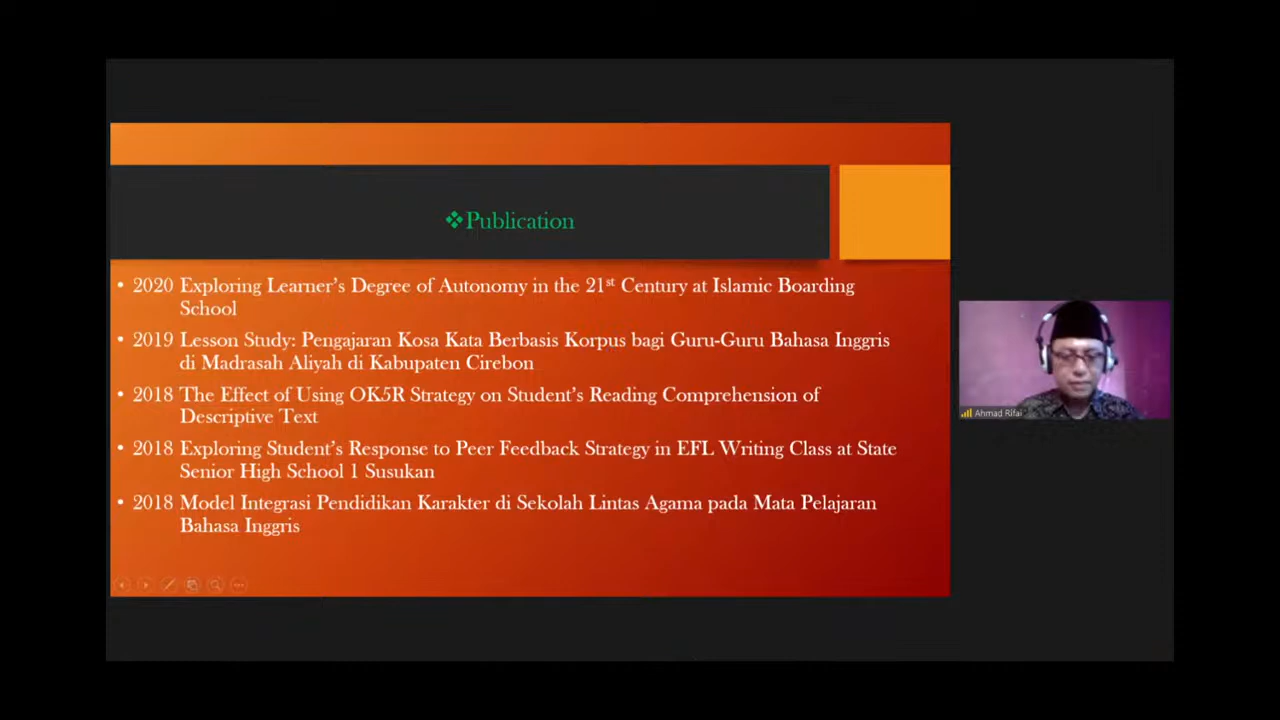 ❖Publication
• 2020 Exploring Learner's Degree of Autonomy in the 21st Century at Islamic Boarding
School
• 2019 Lesson Study: Pengajaran Kosa Kata Berbasis Korpus bagi Guru-Guru Bahasa Inggris
di Madrasah Aliyah di Kabupaten Cirebon
• 2018 The Effect of Using OK5R Strategy on Student's Reading Comprehension of
Descriptive Text
• 2018 Exploring Student's Response to Peer Feedback Strategy in EFL Writing Class at State
Senior High School 1 Susukan
• 2018 Model Integrasi Pendidikan Karakter di Sekolah Lintas Agama pada Mata Pelajaran
Bahasa Inggris
Ahmad Rifai